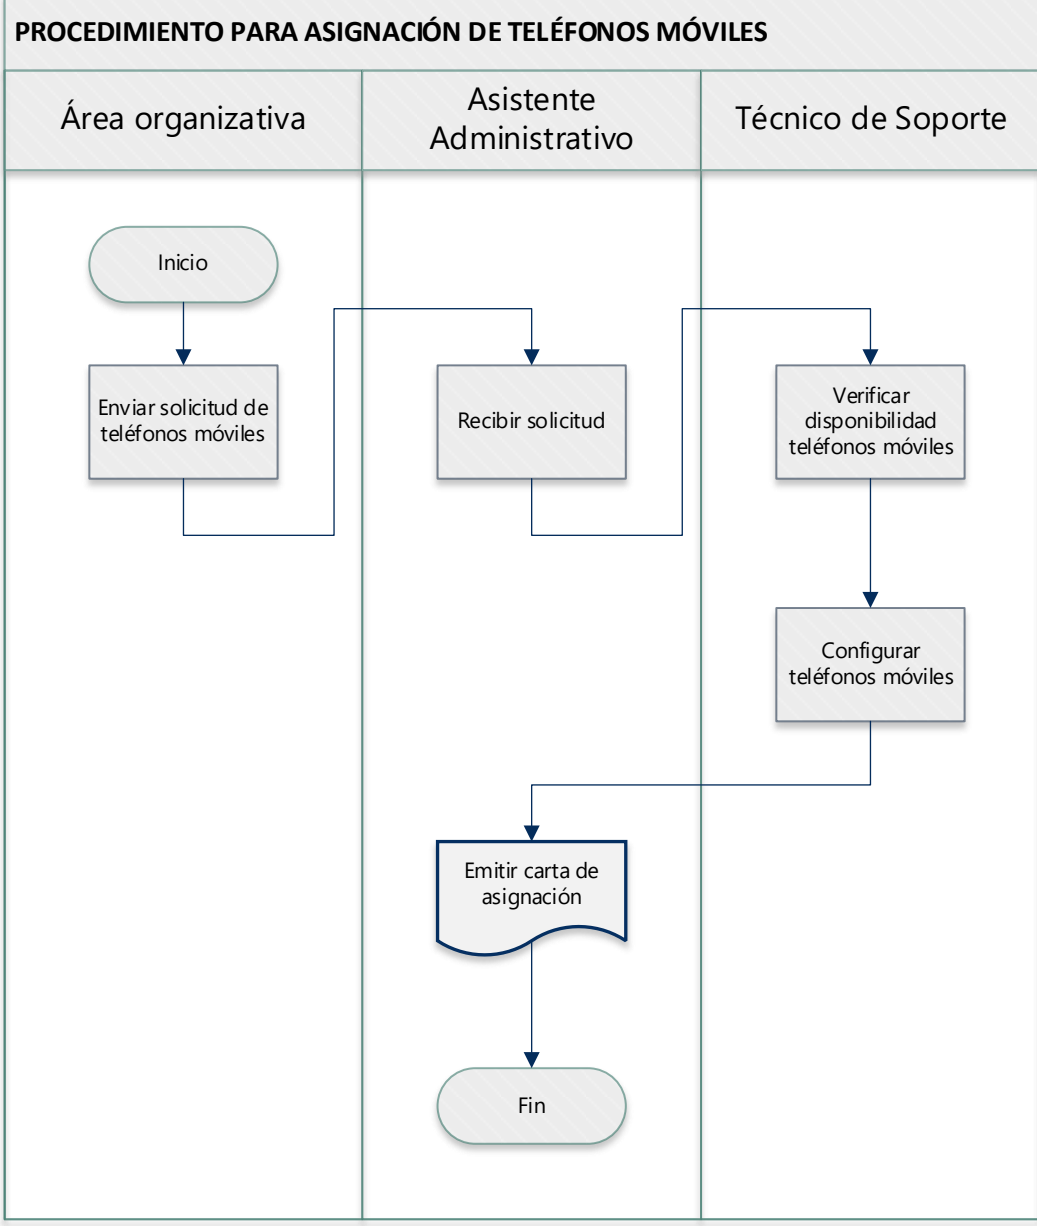 PROCEDIMIENTO PARA ASIGNACIÓN DE TELÉFONOS MÓVILES
Área organizativa
Asistente
Administrativo
Técnico de Soporte
Inicio
Enviar solicitud de
teléfonos móviles
Recibir solicitud
Verificar
disponibilidad
teléfonos móviles
Configurar
teléfonos móviles
Emitir carta de
asignación
Fin